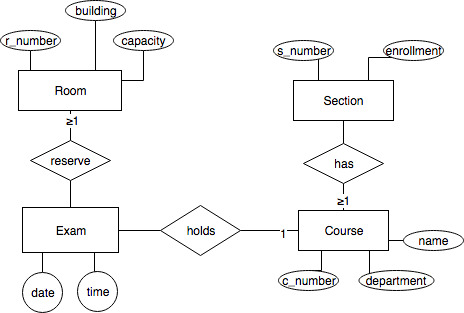 building
r_number
capacity
s_number
enrollment
Room
Section
≥1
reserve
has
≥1
Exam
holds
1
Course
name
date
time
c_number
department